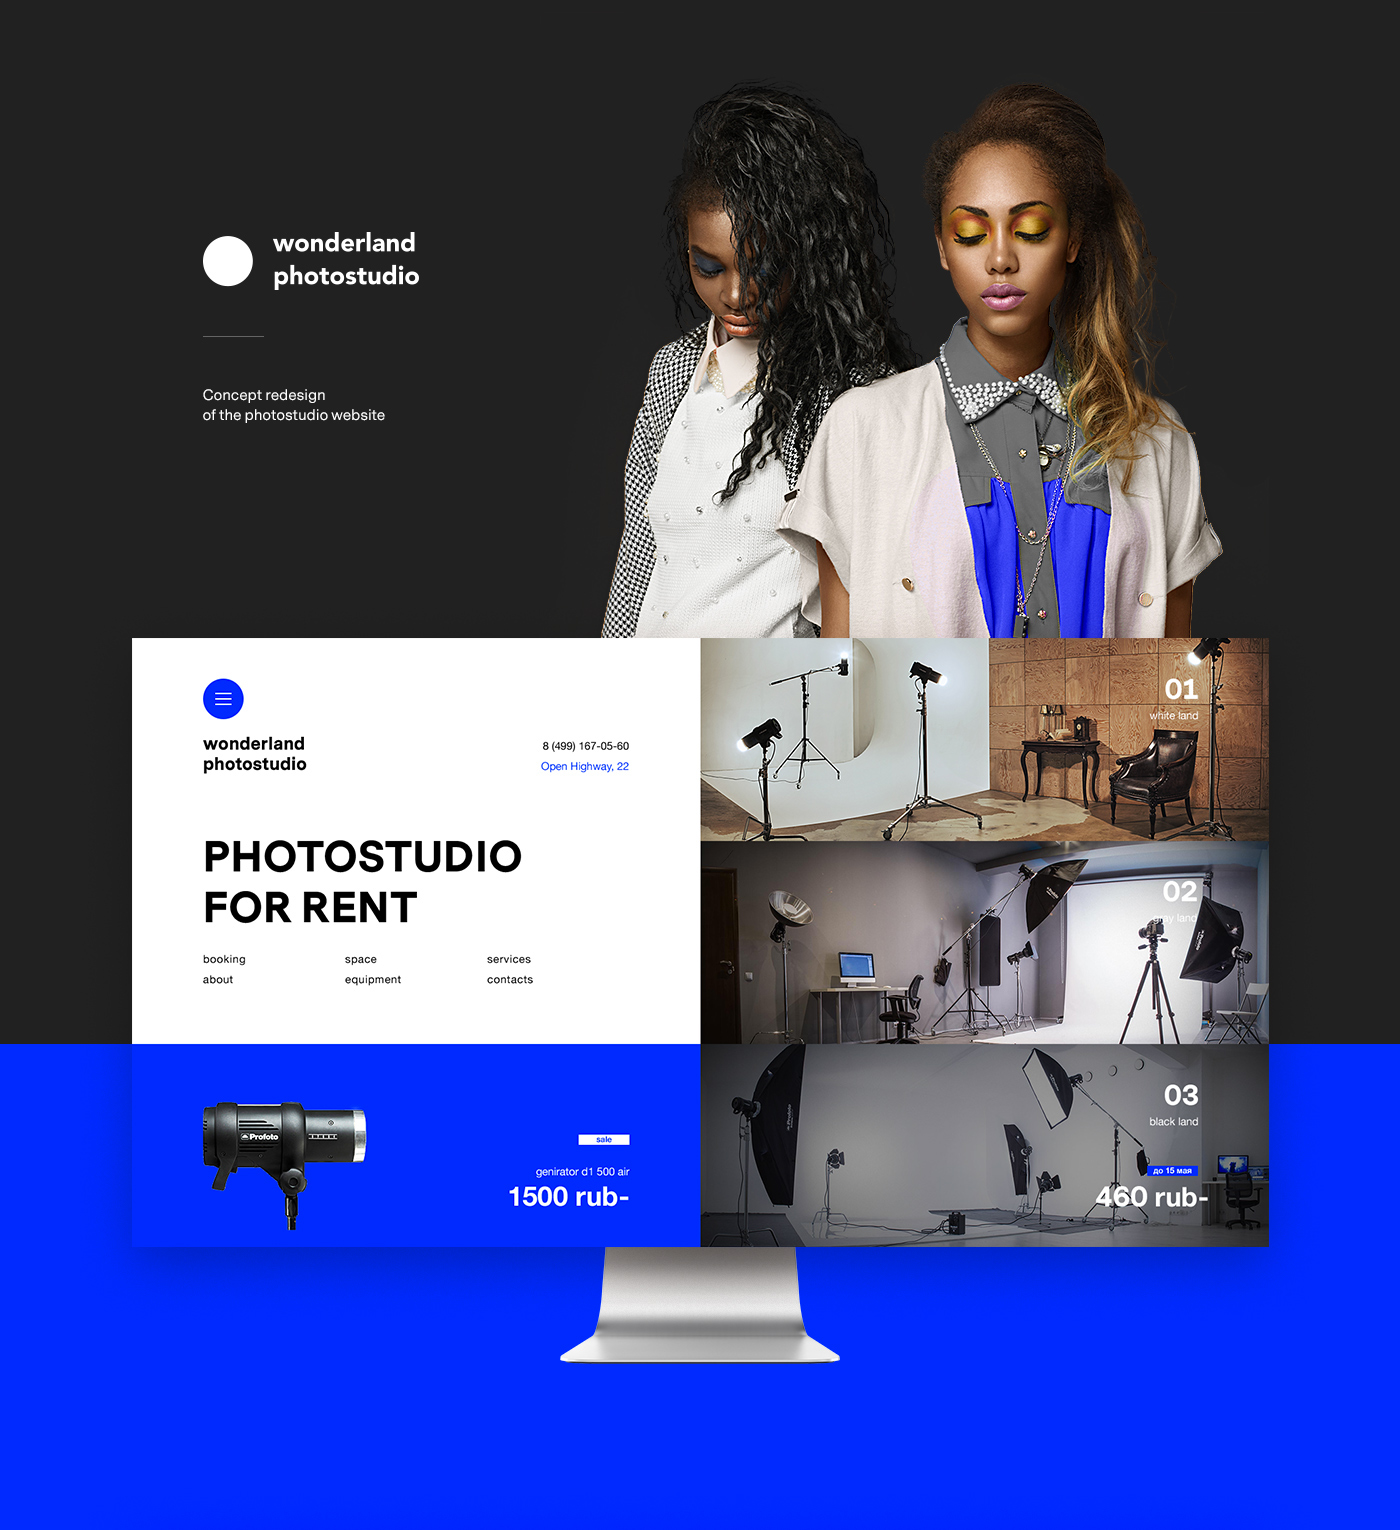 wonderland
photostudio
Concept redesign
of the photostudio website
wonderland
photostudio
8 (499) 167-05-60
Open Highway, 22
PHOTOSTUDIO
FOR RENT
booking
space
services
about
equipment
contacts
01
white land
02
gray land
03
black land
до 15 мая
460 rub-
Profoto
sale
genirator d1 500 air
1500 rub-